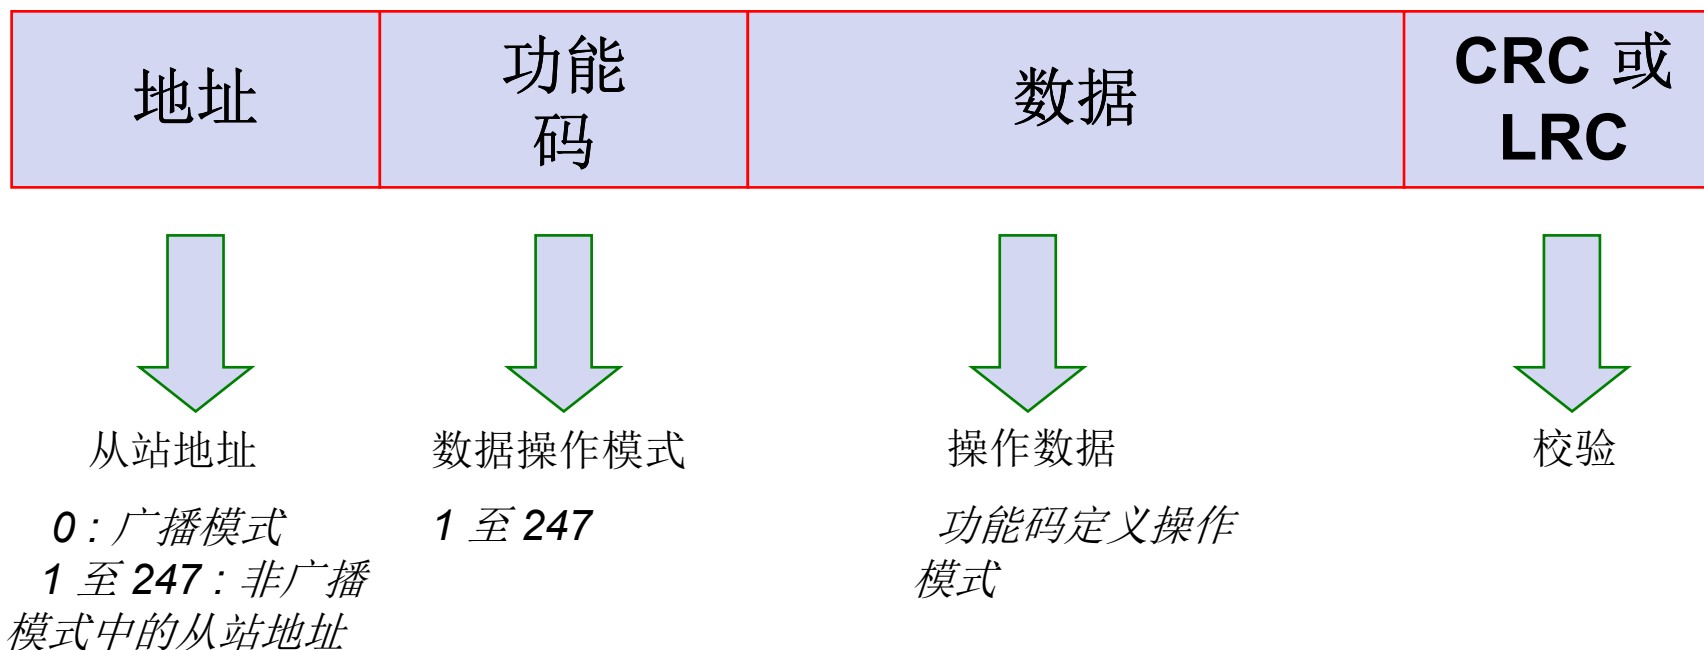 地址
功能
码
数据
CRC 或
LRC
从站地址
数据操作模式
操作数据
校验
0 : 广播模式
1 至 247 : 非广播
模式中的从站地址
1 至 247
功能码定义操作
模式